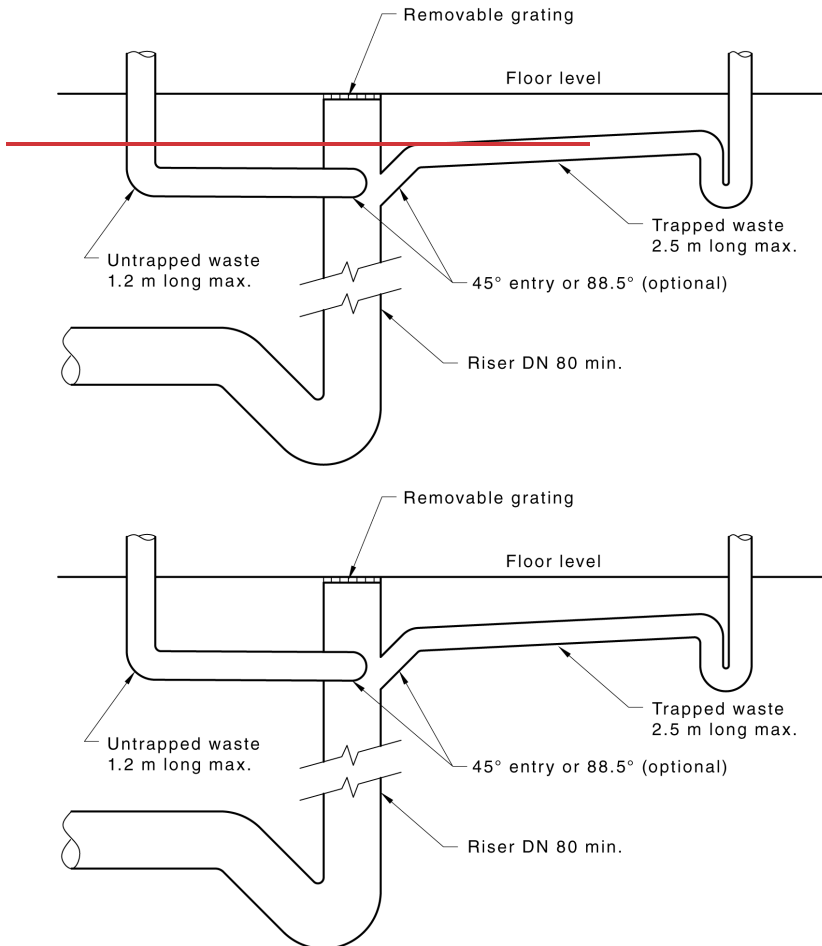 Removable grating
Floor level
Trapped waste
2.5 m long max.
Untrapped waste
1.2 m long max.
45° entry or 88.5° (optional)
Riser DN 80 min.
Removable grating
Floor level
Trapped waste
2.5 m long max.
Untrapped waste
1.2 m long max.
45° entry or 88.5° (optional)
Riser DN 80 min.